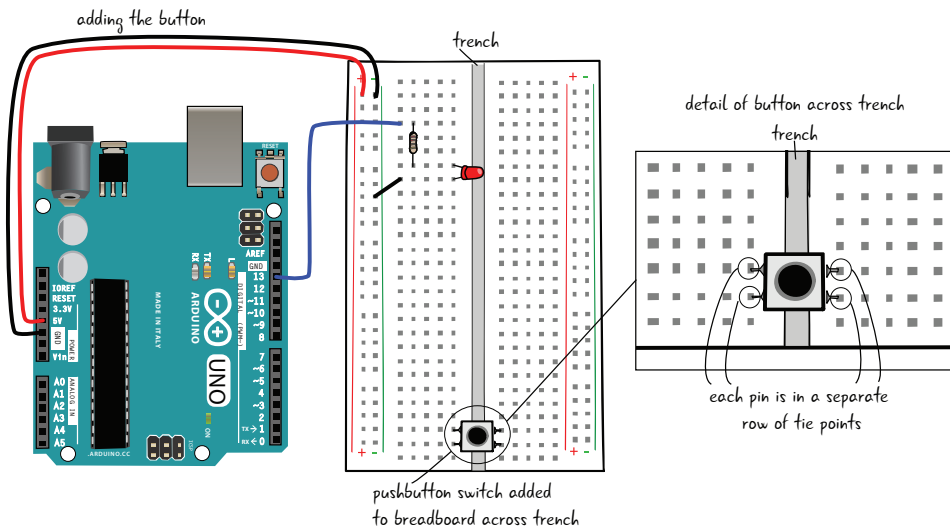 adding the button
trench
+ -
+ -
RESET
AREF
GND
13
12
~11
~10
~9
8
7
~6
~5
4
~3
2
TX→1
RX←0
DIGITAL (PWM~)
RX
TX
L
ARDUINO
UNO
ON
ICSP
MADE IN ITALY
IOREF
RESET
3.3V
5V
GND
Vin
POWER
A0
A1
A2
A3
A4
A5
ANALOG IN
.ARDUINO.CC
+ -
+ -
pushbutton switch added
to breadboard across trench
detail of button across trench
trench
each pin is in a separate
row of tie points